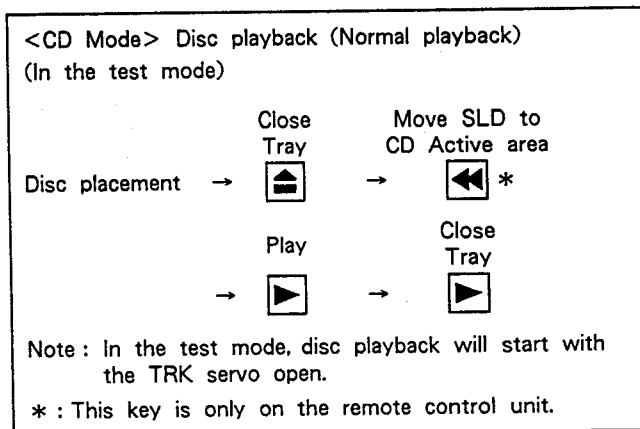 <CD Mode> Disc playback (Normal playback)
(In the test mode)
Close
Tray
Move SLD to
CD Active area
Disc placement → → *
Play
Close
Tray
→ →
Note : In the test mode, disc playback will start with
the TRK servo open.
* : This key is only on the remote control unit.